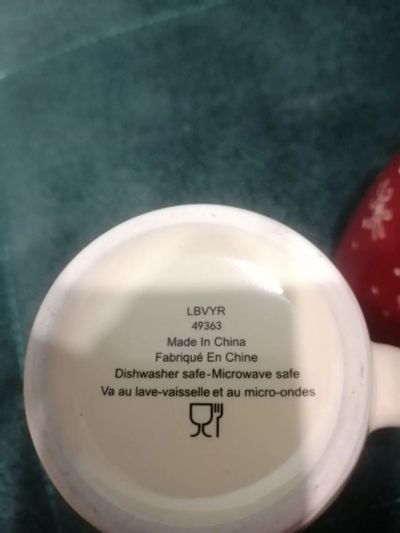 LBVYR
49363
Made In China
Fabriqué En Chine
Dishwasher safe-Microwave safe
Va au lave-vaisselle et au micro-ondes